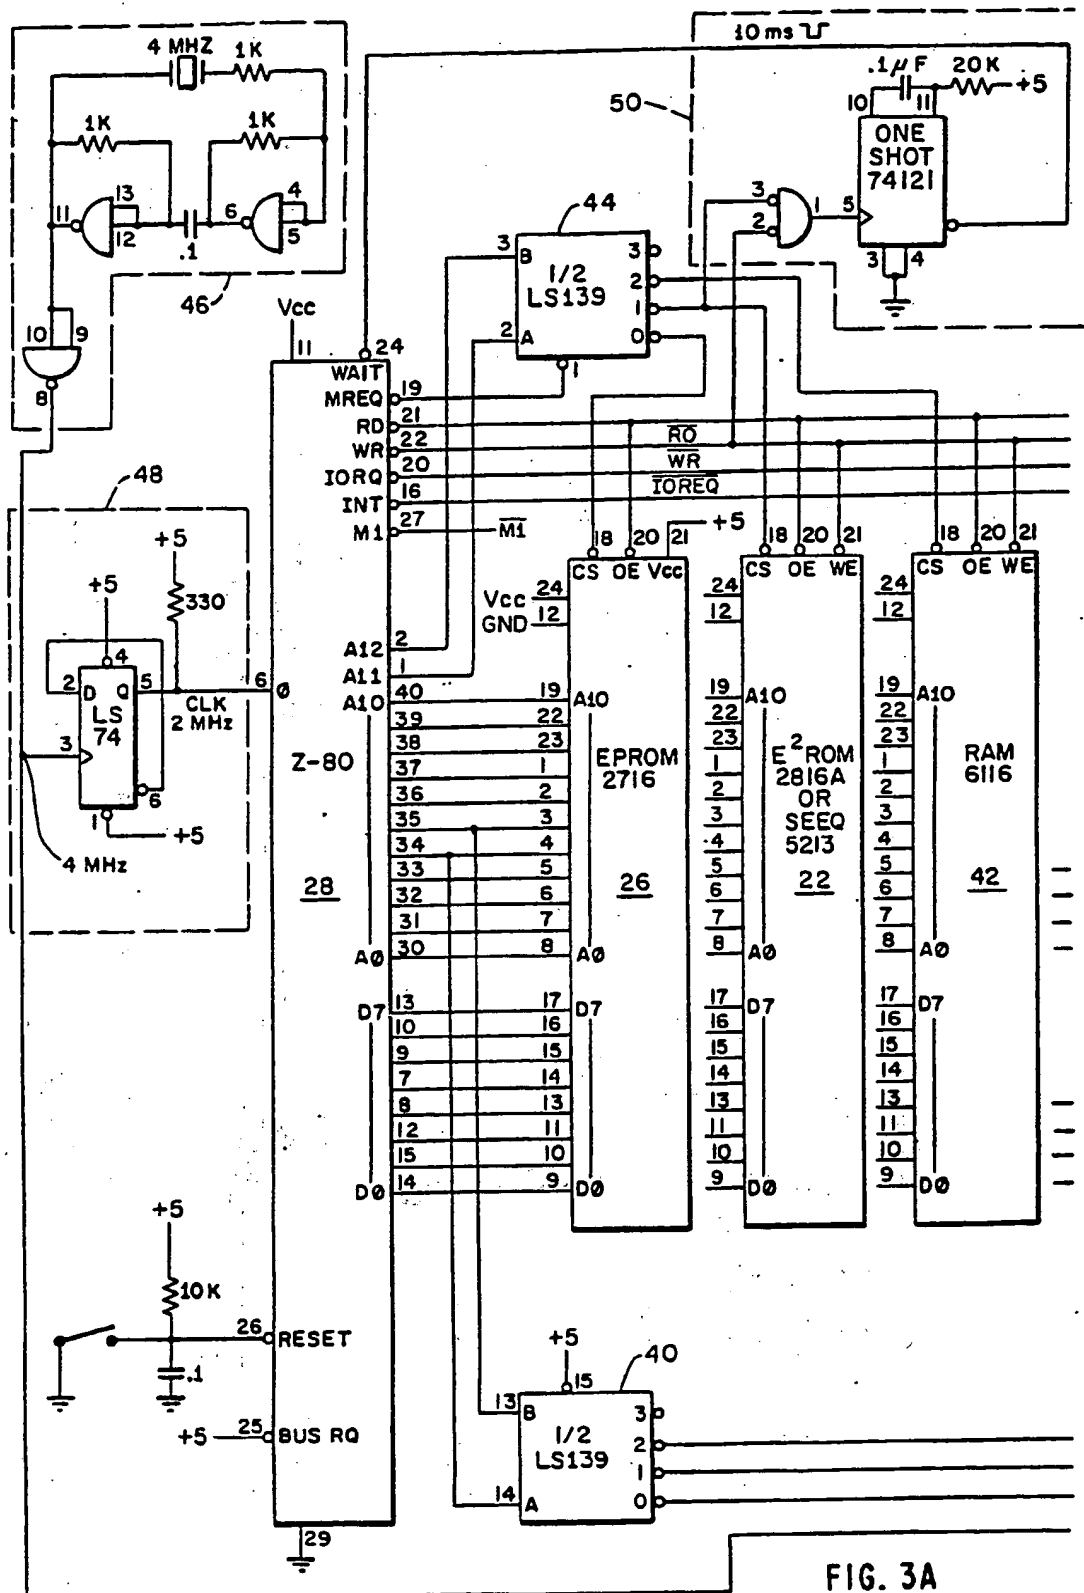 4 MHZ
1K
1K
1K
11
13
12
.1
6
4
5
46
10
9
8
10 ms
50
.1µF
20K
+5
10
11
ONE
SHOT
74121
3
2
1
5
3
4
44
3
B
1/2
LS139
2
A
3
2
1
0
1
Vcc
11
24
WAIT
MREQ
19
RD
21
WR
22
IORQ
20
INT
16
M1
27
RO
WR
IOREQ
M1
48
+5
+5
330
4
2
D
Q
5
LS
74
3
6
1
+5
CLK
2 MHz
4 MHz
6
Ø
Z-80
28
A12
2
A11
1
A10
40
39
38
37
36
35
34
33
32
31
A0
30
D7
13
10
9
7
8
12
15
D0
14
18
20
21
+5
CS
OE
Vcc
Vcc
24
GND
12
19
A10
22
23
1
2
3
4
5
6
7
8
AØ
EPROM
2716
26
17
D7
16
15
14
13
11
10
9
DØ
18
20
21
CS
OE
WE
24
12
19
A10
22
23
1
2
3
4
5
6
7
8
AØ
E²ROM
2816A
OR
SEEQ
5213
22
17
D7
16
15
14
13
11
10
9
DØ
18
20
21
CS
OE
WE
24
12
19
A10
22
23
1
2
3
4
5
6
7
8
AØ
RAM
6116
42
17
D7
16
15
14
13
11
10
9
DØ
+5
10K
26
RESET
.1
+5
25
BUS RQ
29
+5
15
40
13
B
1/2
LS139
14
A
3
2
1
0
FIG. 3A